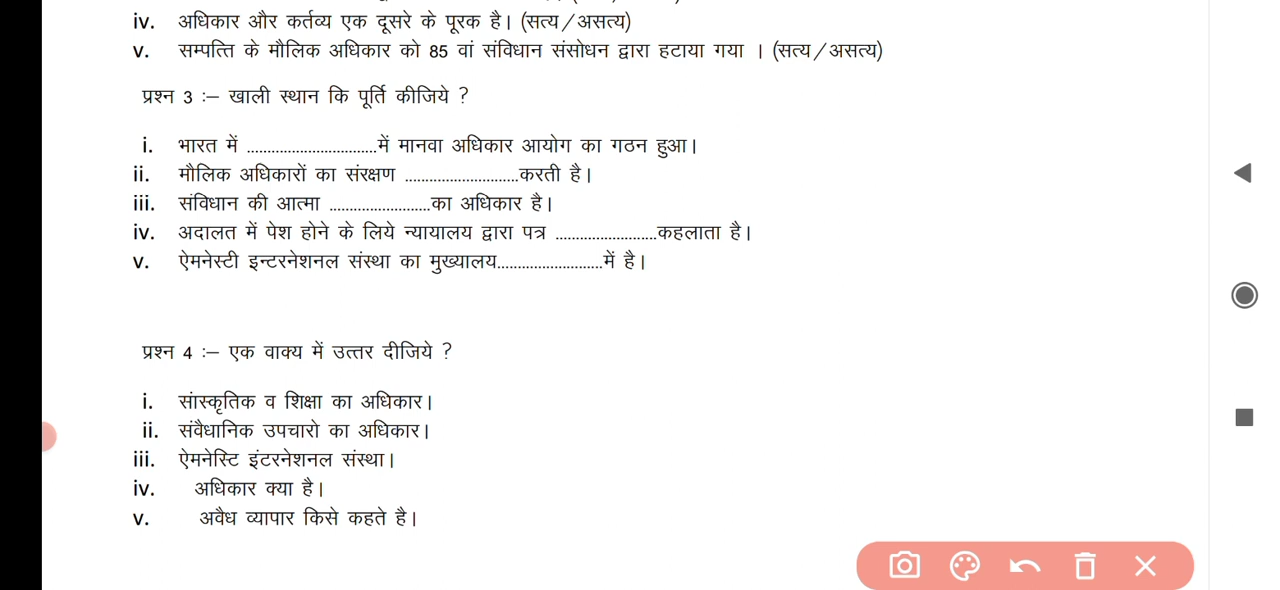 iv. अधिकार और कर्तव्य एक दूसरे के पूरक है। (सत्य/असत्य)
v. सम्पत्ति के मौलिक अधिकार को 85 वां संविधान संसोधन द्वारा हटाया गया । (सत्य/असत्य)
प्रश्न 3 :– खाली स्थान कि पूर्ति कीजिये ?
i. भारत में ................................में मानवा अधिकार आयोग का गठन हुआ।
ii. मौलिक अधिकारों का संरक्षण ............................करती है।
iii. संविधान की आत्मा .........................का अधिकार है।
iv. अदालत में पेश होने के लिये न्यायालय द्वारा पत्र .........................कहलाता है।
v. ऐमनेस्टी इन्टरनेशनल संस्था का मुख्यालय..........................में है।
प्रश्न 4 :– एक वाक्य में उत्तर दीजिये ?
i. सांस्कृतिक व शिक्षा का अधिकार।
ii. संवैधानिक उपचारो का अधिकार।
iii. ऐमनेस्टि इंटरनेशनल संस्था।
iv. अधिकार क्या है।
v. अवैध व्यापार किसे कहते है।